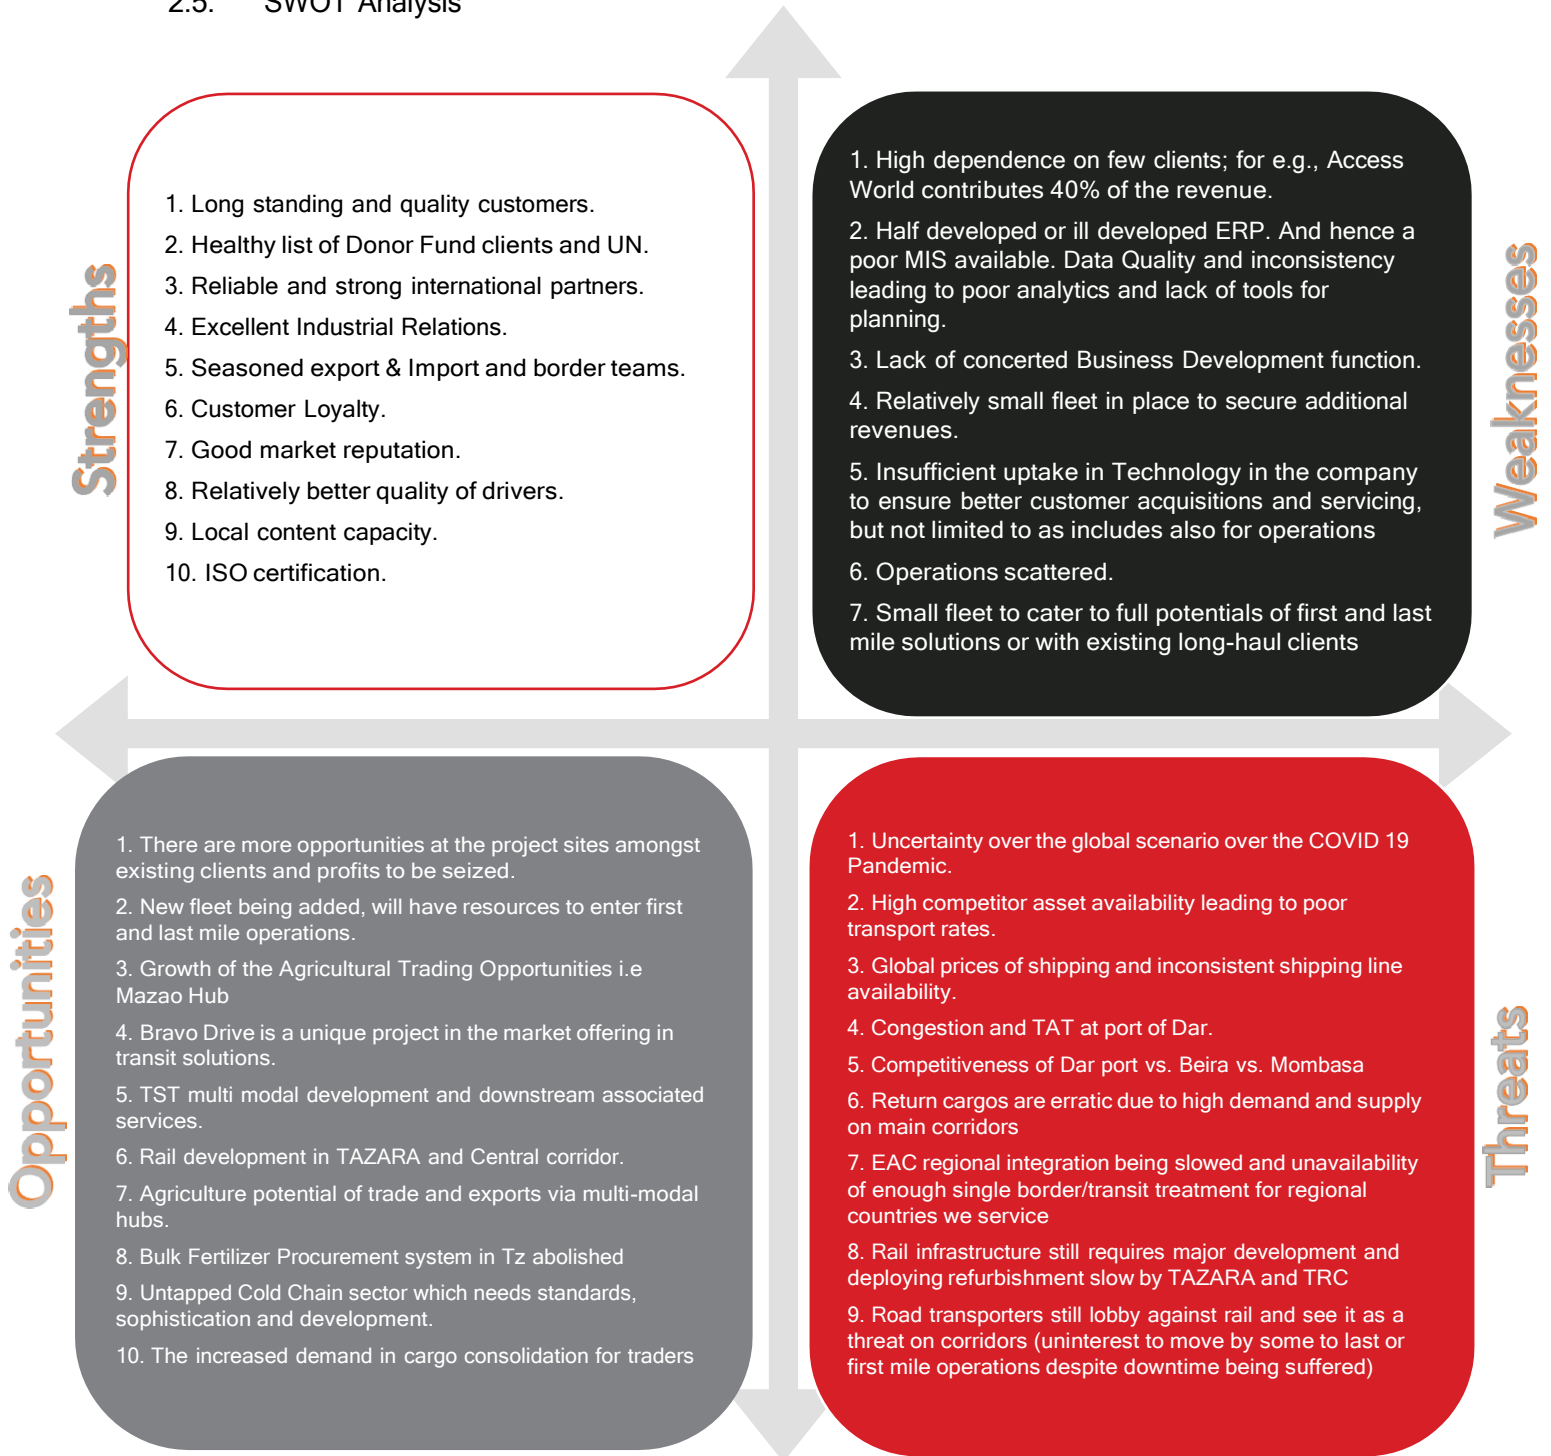 2.5. SWOT Analysis
Strengths
1. Long standing and quality customers.
2. Healthy list of Donor Fund clients and UN.
3. Reliable and strong international partners.
4. Excellent Industrial Relations.
5. Seasoned export & Import and border teams.
6. Customer Loyalty.
7. Good market reputation.
8. Relatively better quality of drivers.
9. Local content capacity.
10. ISO certification.
Weaknesses
1. High dependence on few clients; for e.g., Access
World contributes 40% of the revenue.
2. Half developed or ill developed ERP. And hence a
poor MIS available. Data Quality and inconsistency
leading to poor analytics and lack of tools for
planning.
3. Lack of concerted Business Development function.
4. Relatively small fleet in place to secure additional
revenues.
5. Insufficient uptake in Technology in the company
to ensure better customer acquisitions and servicing,
but not limited to as includes also for operations
6. Operations scattered.
7. Small fleet to cater to full potentials of first and last
mile solutions or with existing long-haul clients
Opportunities
1. There are more opportunities at the project sites amongst
existing clients and profits to be seized.
2. New fleet being added, will have resources to enter first
and last mile operations.
3. Growth of the Agricultural Trading Opportunities i.e
Mazao Hub
4. Bravo Drive is a unique project in the market offering in
transit solutions.
5. TST multi modal development and downstream associated
services.
6. Rail development in TAZARA and Central corridor.
7. Agriculture potential of trade and exports via multi-modal
hubs.
8. Bulk Fertilizer Procurement system in Tz abolished
9. Untapped Cold Chain sector which needs standards,
sophistication and development.
10. The increased demand in cargo consolidation for traders
Threats
1. Uncertainty over the global scenario over the COVID 19
Pandemic.
2. High competitor asset availability leading to poor
transport rates.
3. Global prices of shipping and inconsistent shipping line
availability.
4. Congestion and TAT at port of Dar.
5. Competitiveness of Dar port vs. Beira vs. Mombasa
6. Return cargos are erratic due to high demand and supply
on main corridors
7. EAC regional integration being slowed and unavailability
of enough single border/transit treatment for regional
countries we service
8. Rail infrastructure still requires major development and
deploying refurbishment slow by TAZARA and TRC
9. Road transporters still lobby against rail and see it as a
threat on corridors (uninterest to move by some to last or
first mile operations despite downtime being suffered)